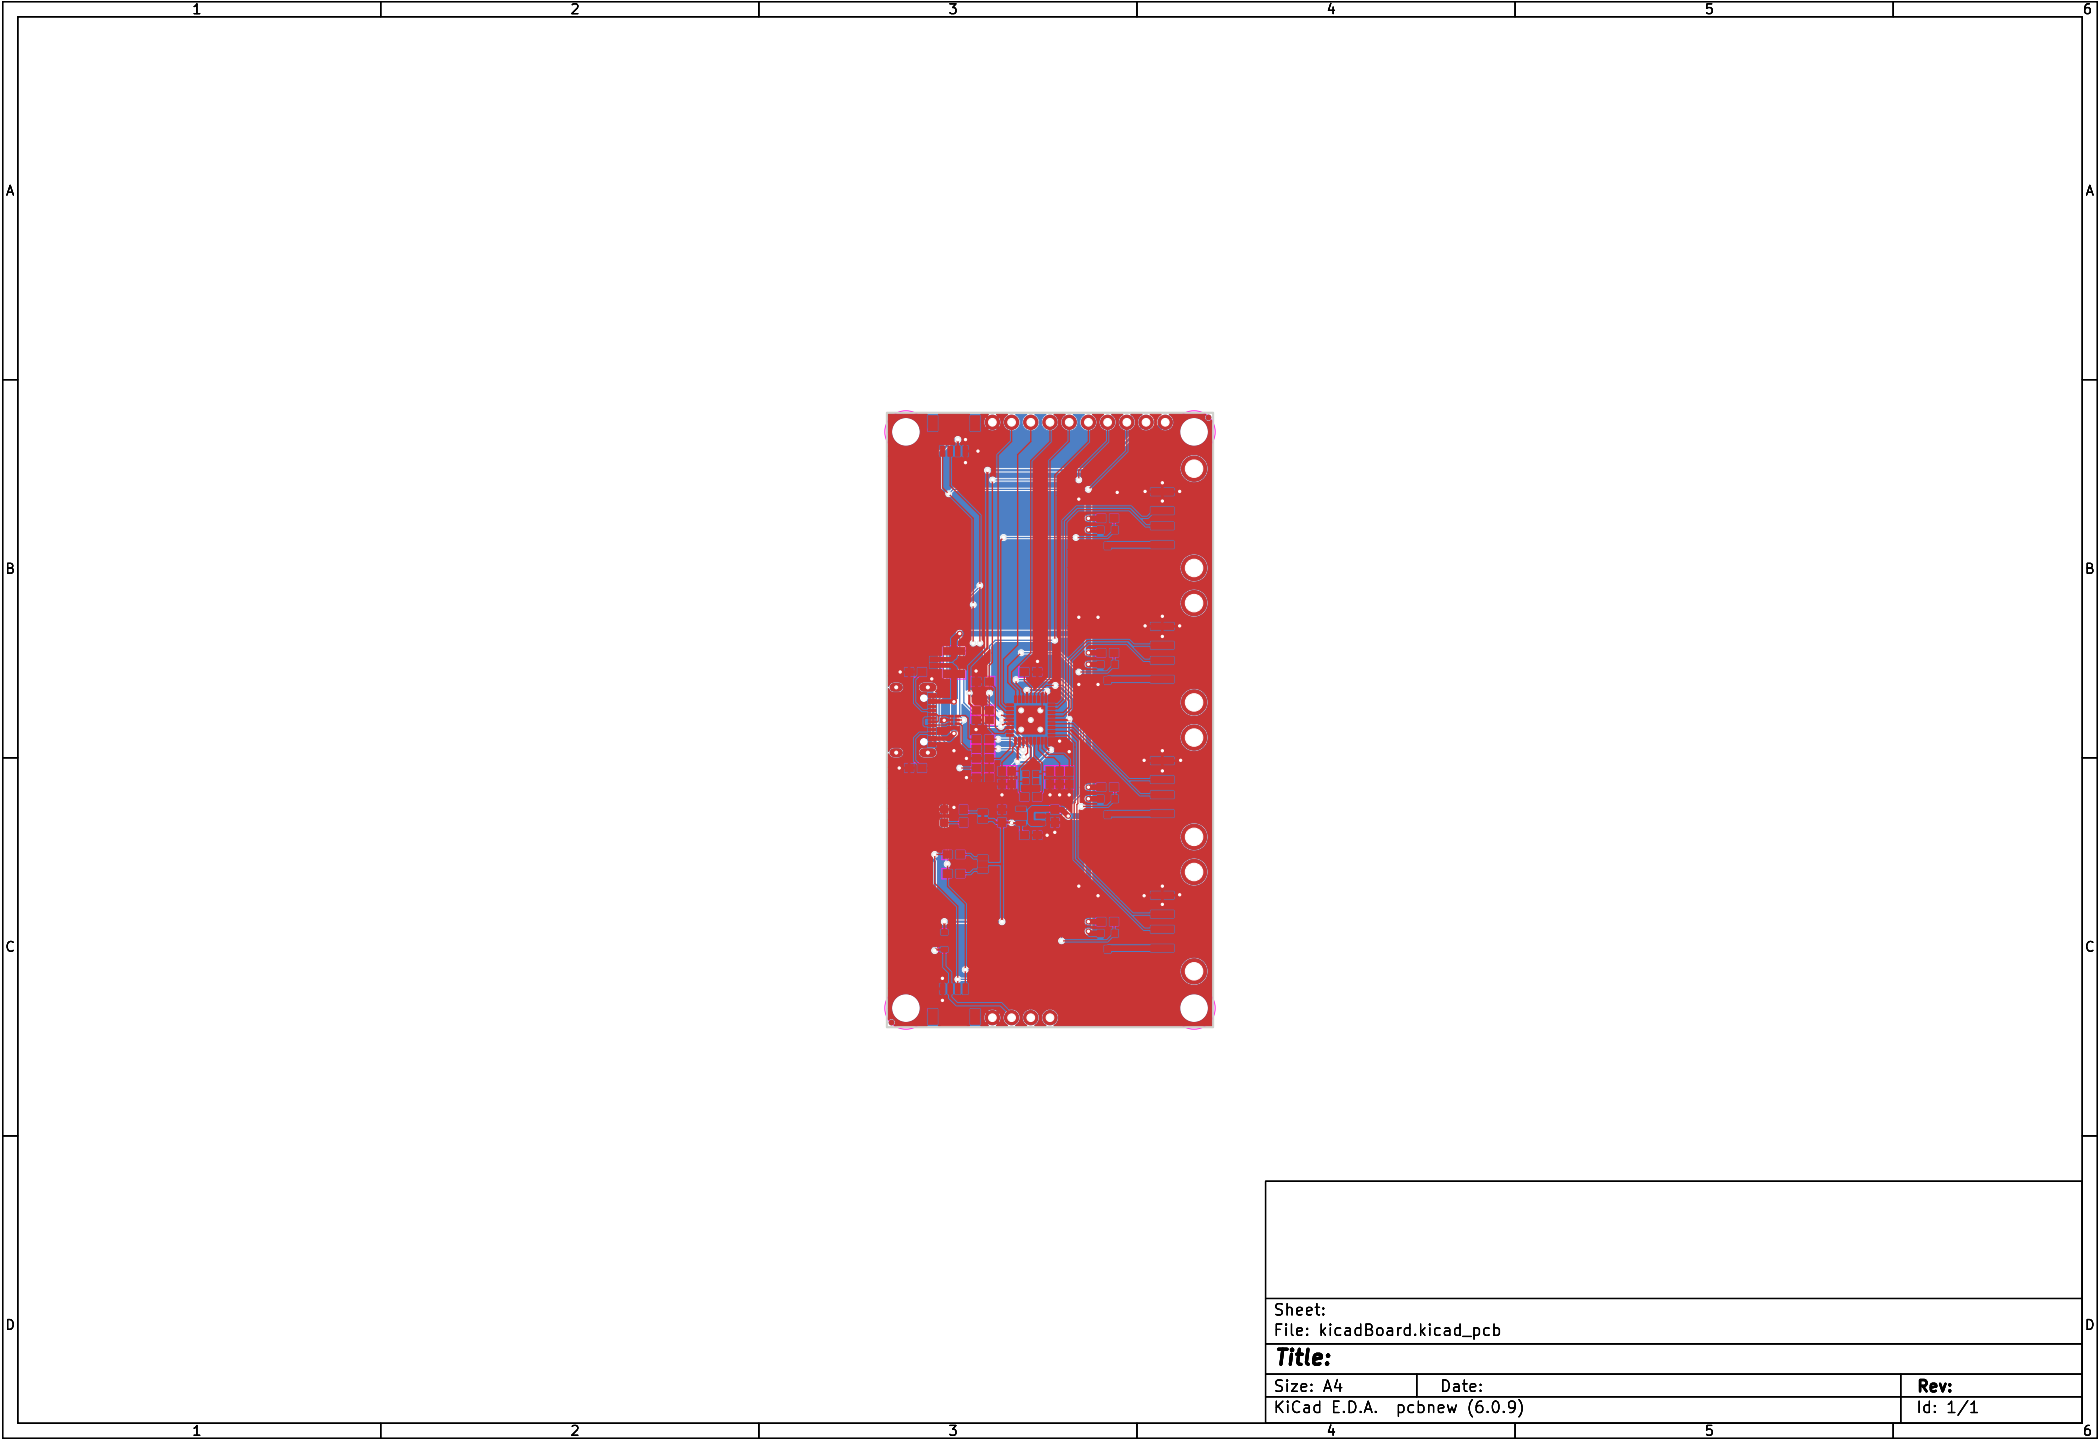 1 2 3 4 5 6
A A
B B
C C
D D
Sheet:
File: kicadBoard.kicad_pcb
Title:
Size: A4 Date: Rev:
KiCad E.D.A. pcbnew (6.0.9) Id: 1/1
1 2 3 4 5 6